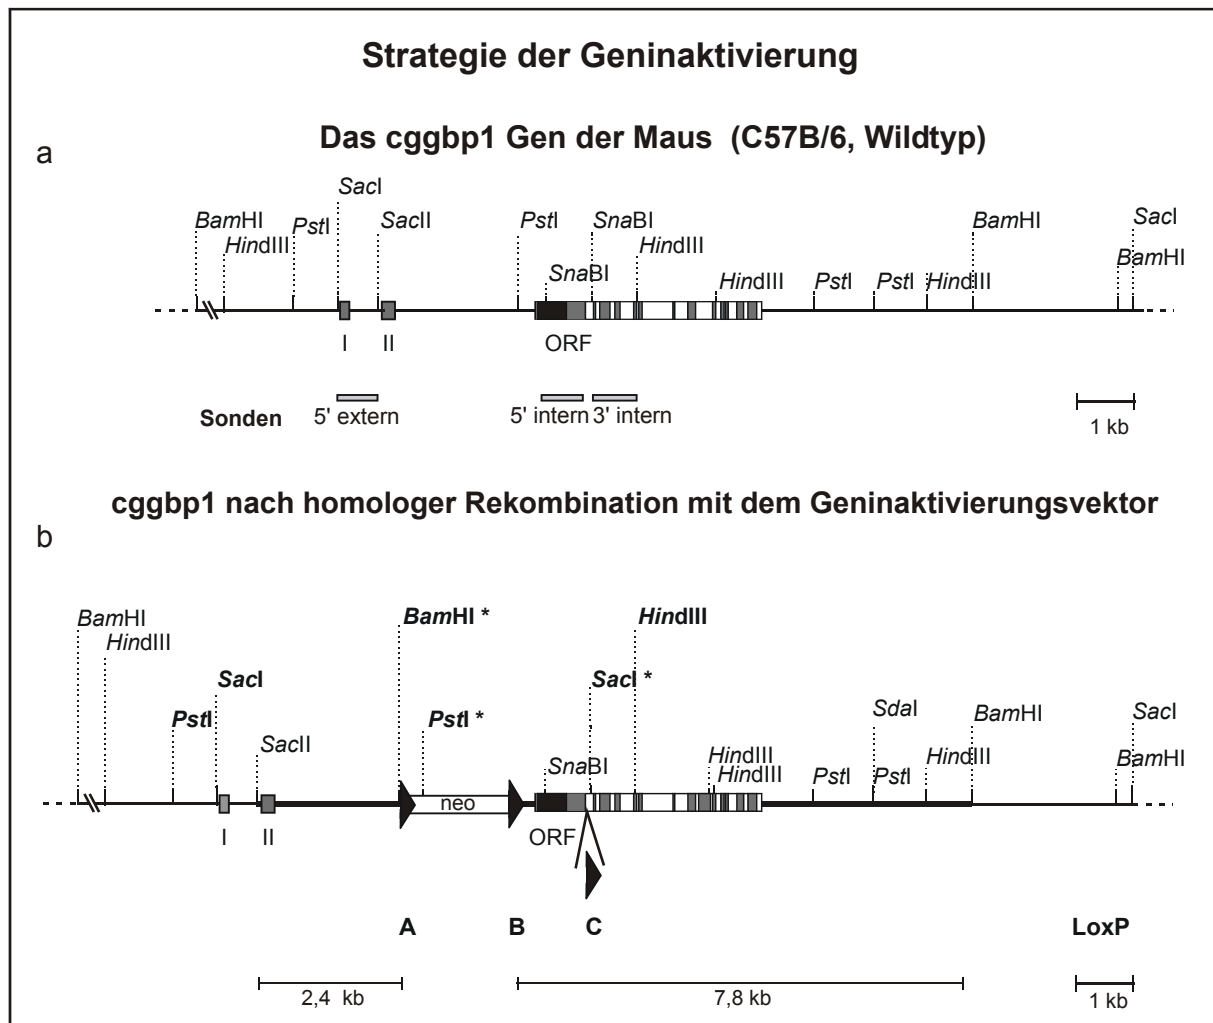 Strategie der Geninaktivierung
Das cggbp1 Gen der Maus (C57B/6, Wildtyp)
a
SacI
BamHI
HindIII
PstI
SacII
PstI
SnaBI
SnaBI
HindIII
HindIII
PstI
PstI
HindIII
BamHI
BamHI
SacI
I
II
ORF
Sonden
5' extern
5' intern
3' intern
1 kb
cggbp1 nach homologer Rekombination mit dem Geninaktivierungsvektor
b
BamHI
HindIII
PstI
SacI
SacII
BamHI *
PstI *
HindIII
SacI *
SnaBI
HindIII
HindIII
PstI
SdaI
PstI
HindIII
BamHI
SacI
BamHI
neo
I
II
ORF
A
B
C
LoxP
2,4 kb
7,8 kb
1 kb